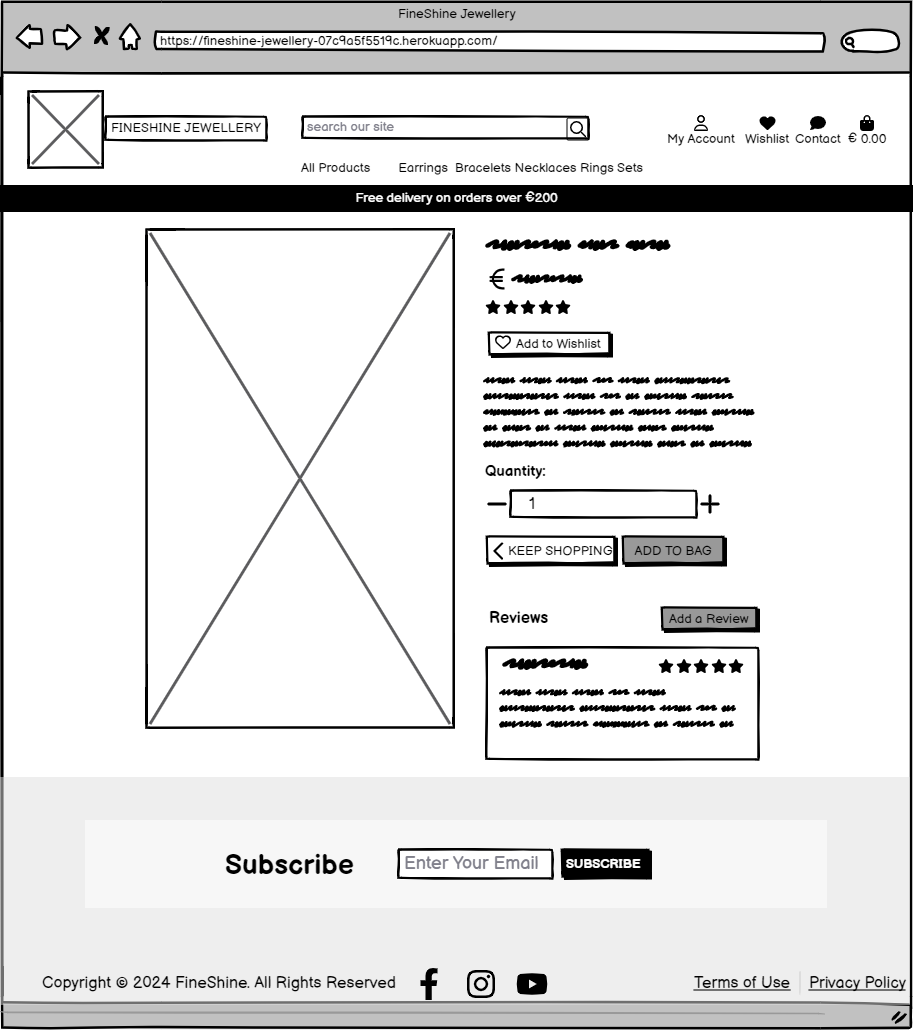 FineShine Jewellery
https://fineshine-jewellery-07c9a5f5519c.herokuapp.com/
FINESHINE JEWELLERY
search our site
My Account Wishlist Contact € 0.00
All Products Earrings Bracelets Necklaces Rings Sets
Free delivery on orders over €200
€
Add to Wishlist
Quantity:
1
KEEP SHOPPING ADD TO BAG
Reviews Add a Review
Subscribe Enter Your Email SUBSCRIBE
Copyright © 2024 FineShine. All Rights Reserved Terms of Use Privacy Policy